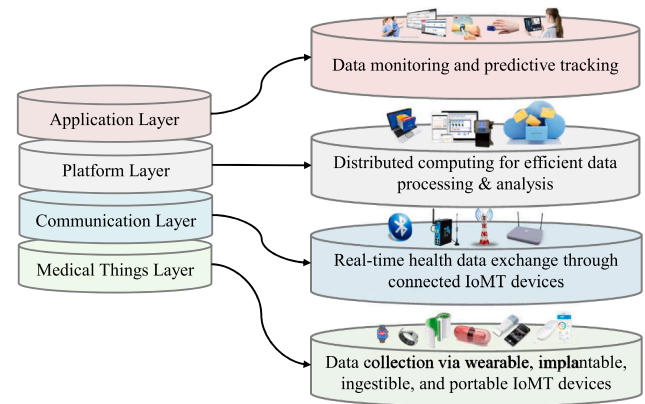 Data monitoring and predictive tracking
Application Layer
Platform Layer
Distributed computing for efficient data
processing & analysis
Communication Layer
Medical Things Layer
Real-time health data exchange through
connected IoMT devices
Data collection via wearable, implantable,
ingestible, and portable IoMT devices